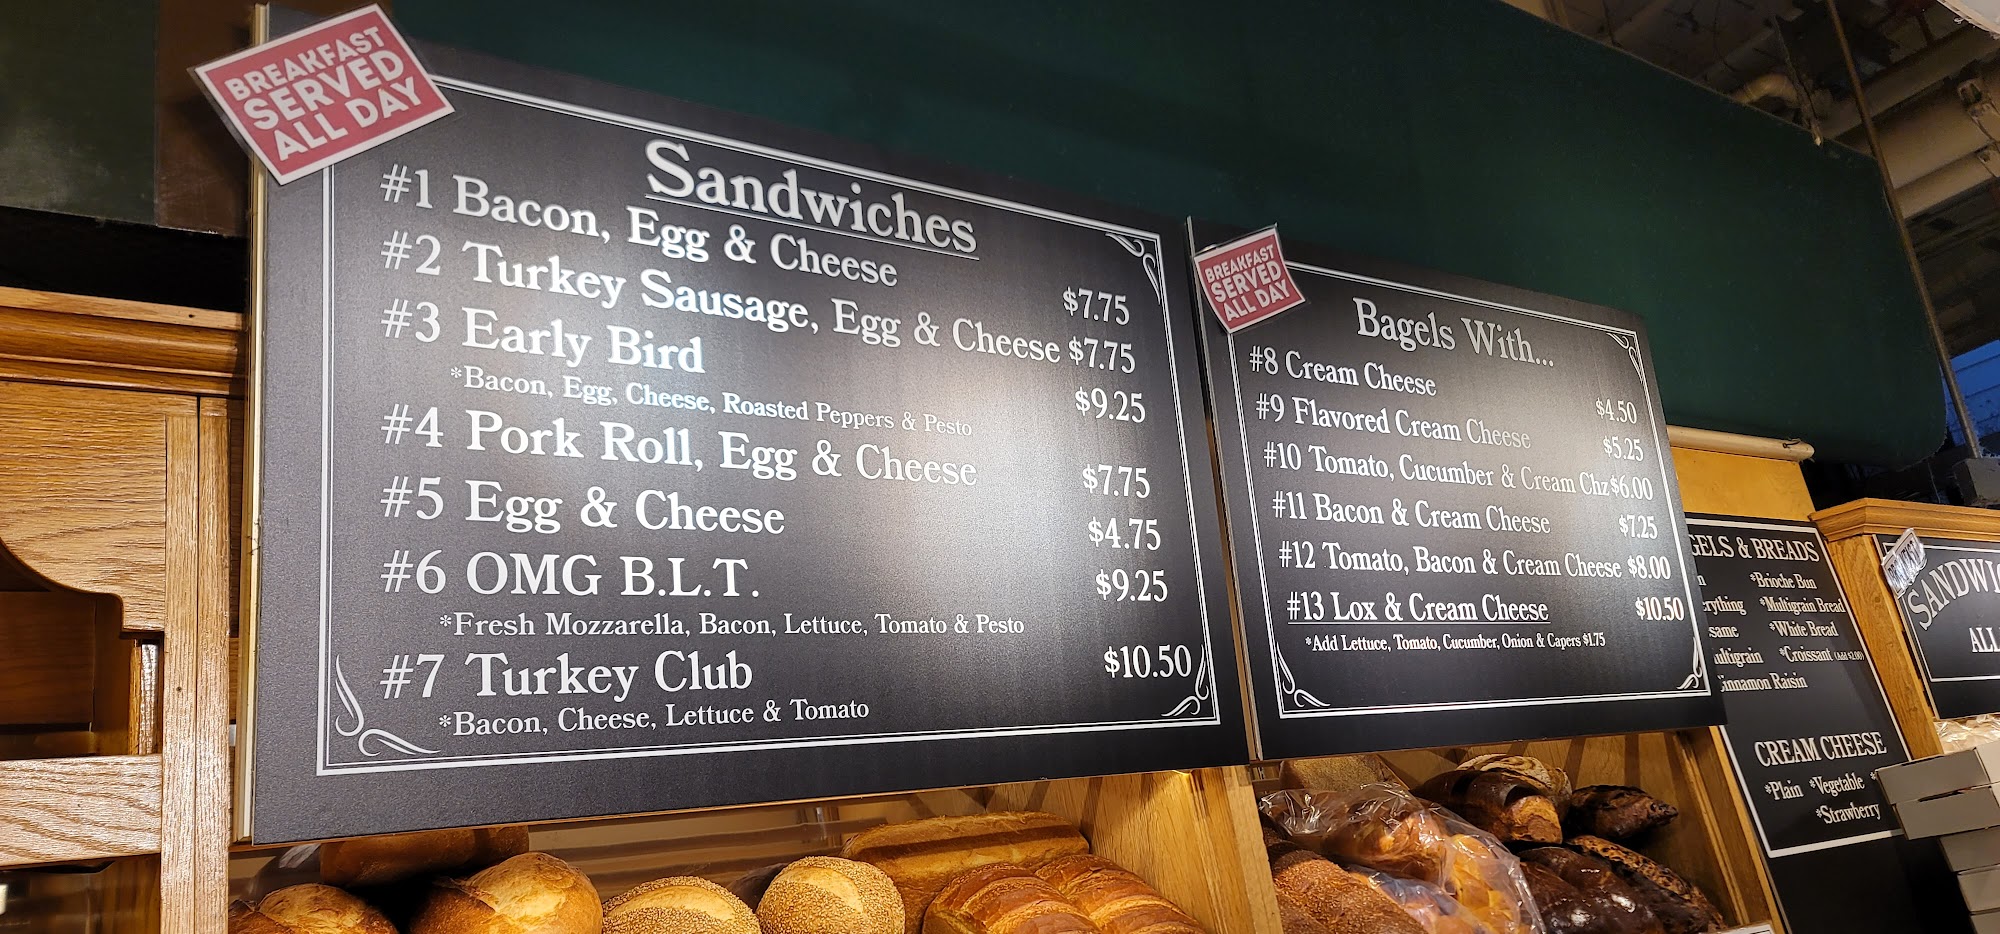 BREAKFAST
SERVED
ALL DAY
Sandwiches
#1 Bacon, Egg & Cheese $7.75
#2 Turkey Sausage, Egg & Cheese $7.75
#3 Early Bird $9.25
*Bacon, Egg, Cheese, Roasted Peppers & Pesto
#4 Pork Roll, Egg & Cheese $7.75
#5 Egg & Cheese $4.75
#6 OMG B.L.T. $9.25
*Fresh Mozzarella, Bacon, Lettuce, Tomato & Pesto
#7 Turkey Club $10.50
*Bacon, Cheese, Lettuce & Tomato
BREAKFAST
SERVED
ALL DAY
Bagels With...
#8 Cream Cheese $4.50
#9 Flavored Cream Cheese $5.25
#10 Tomato, Cucumber & Cream Chz $6.00
#11 Bacon & Cream Cheese $7.25
#12 Tomato, Bacon & Cream Cheese $8.00
#13 Lox & Cream Cheese $10.50
*Add Lettuce, Tomato, Cucumber, Onion & Capers $1.75
& BREADS
*Brioche Bun
*Multigrain Bread
*White Bread
*Croissant (Add $2.00)
Raisin
CREAM CHEESE
*Plain *Vegetable *
*Strawberry